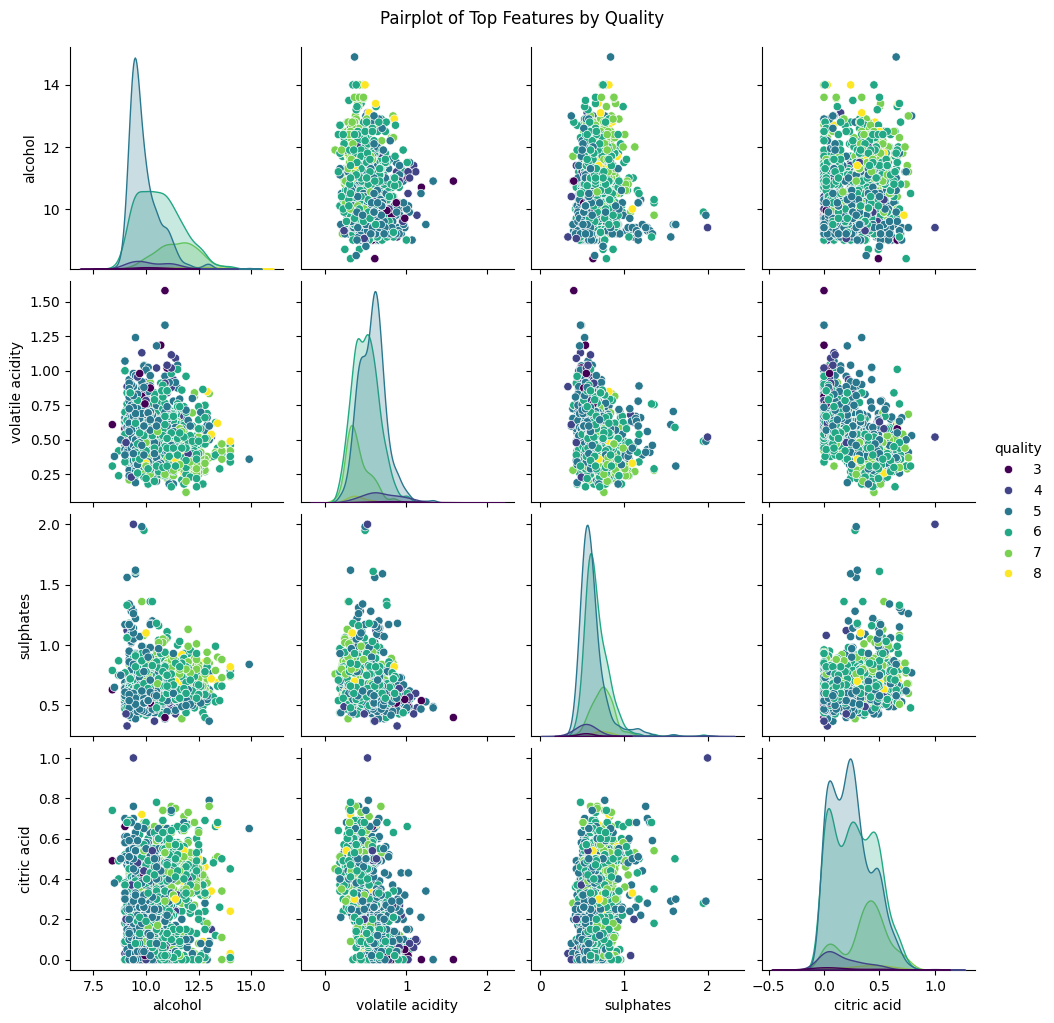 Pairplot of Top Features by Quality
alcohol
14
12
10
volatile acidity
1.50
1.25
1.00
0.75
0.50
0.25
sulphates
2.0
1.5
1.0
0.5
citric acid
1.0
0.8
0.6
0.4
0.2
0.0
7.5 10.0 12.5 15.0
alcohol
0 1 2
volatile acidity
0 1 2
sulphates
−0.5 0.0 0.5 1.0
citric acid
quality
3
4
5
6
7
8